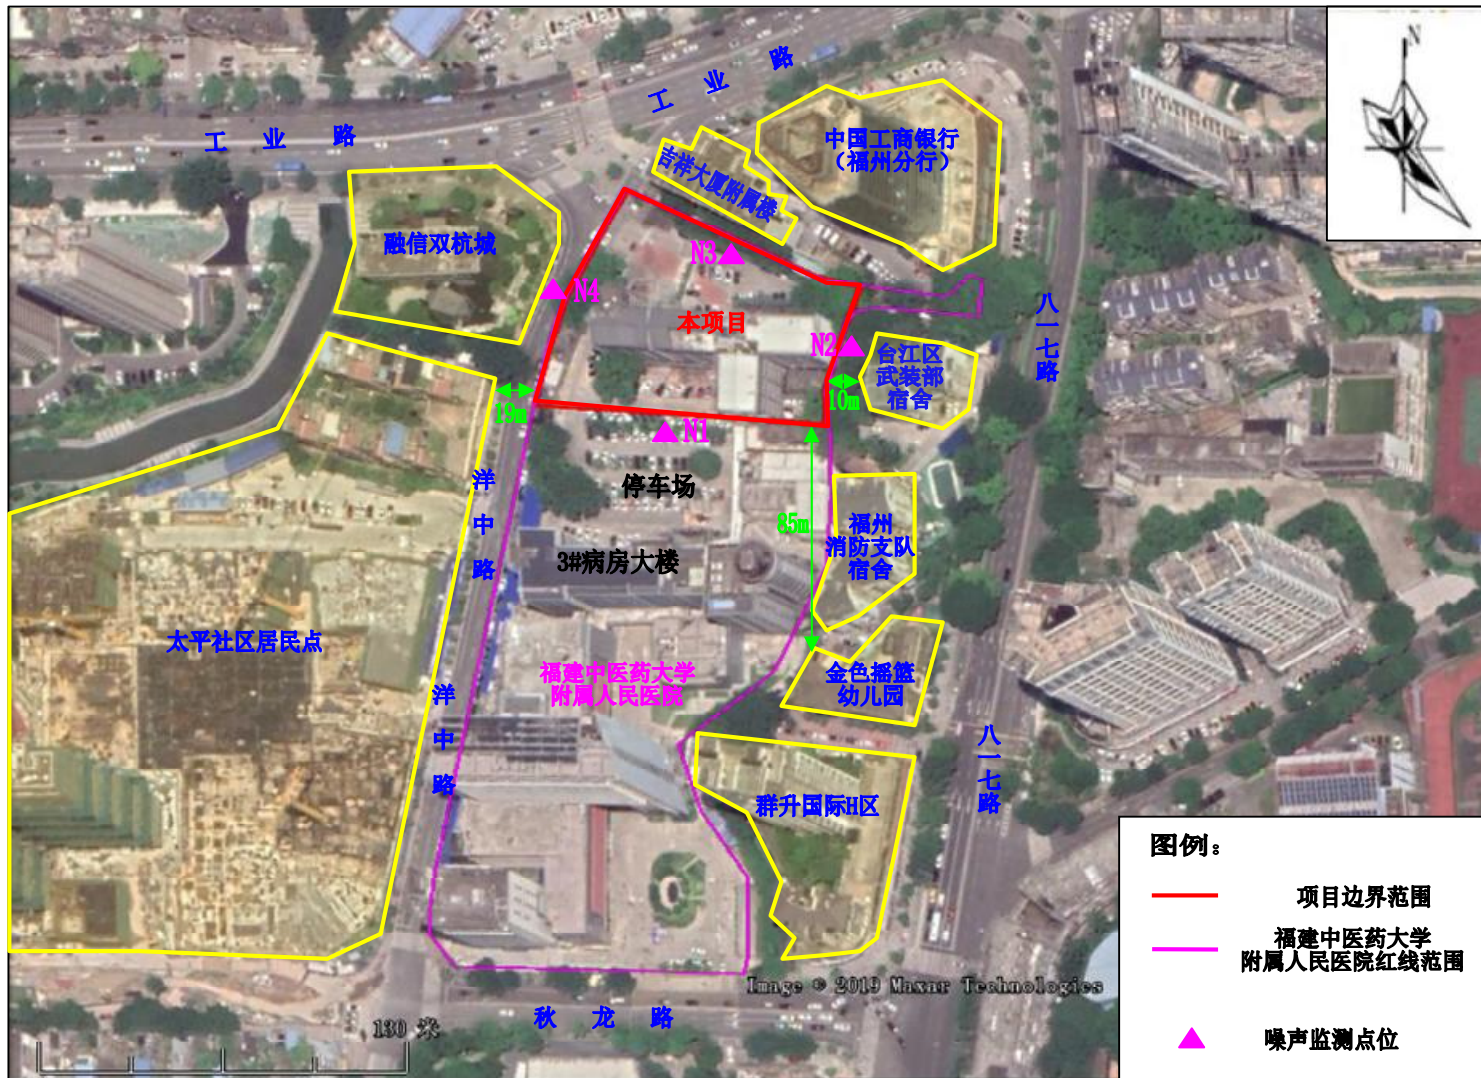 N
工业路
工业路
中国工商银行
（福州分行）
吉祥大厦附属楼
融信双杭城
N3
N4
本项目
N2
八一七路
台江区
武装部
宿舍
19m
10m
N1
洋中路
停车场
85m
福州
消防支队
宿舍
3#病房大楼
太平社区居民点
福建中医药大学
附属人民医院
金色摇篮
幼儿园
洋中路
八一七路
群升国际H区
图例：
项目边界范围
福建中医药大学
附属人民医院红线范围
噪声监测点位
Image © 2019 Maxar Technologies
秋龙路
130 米